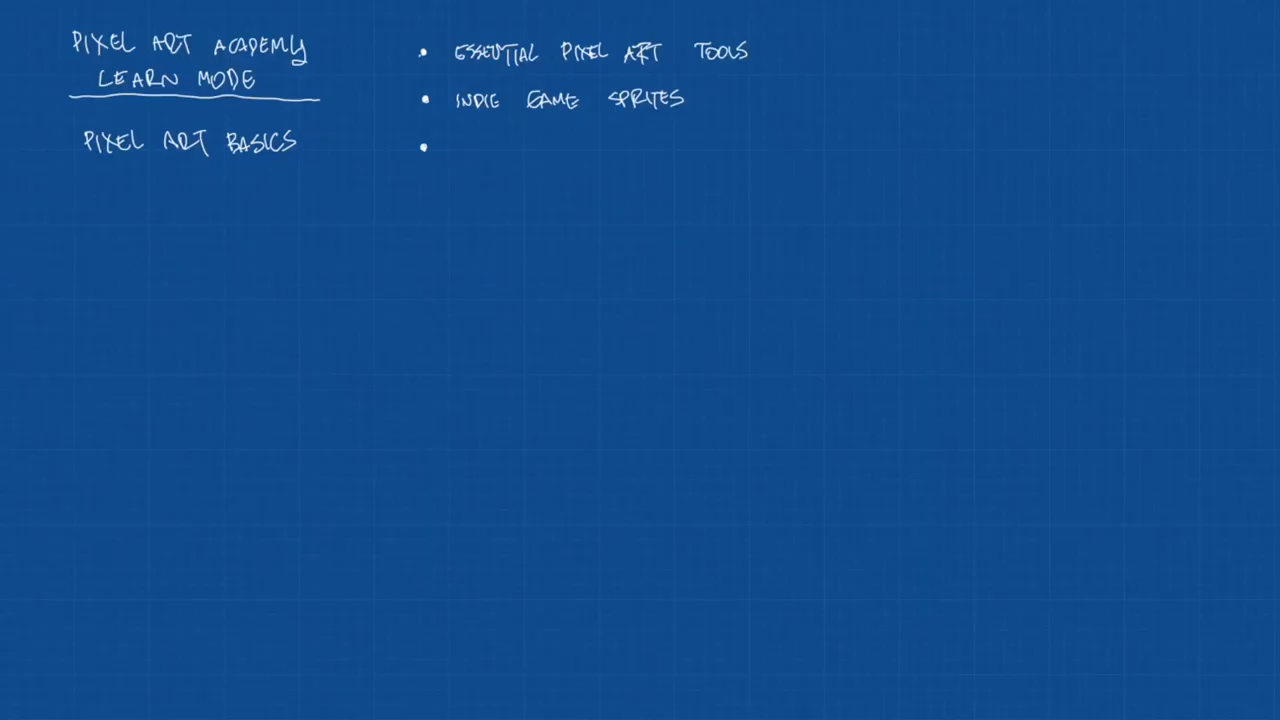 PIXEL ART ACADEMY
LEARN MODE
PIXEL ART BASICS
• ESSENTIAL PIXEL ART TOOLS
• INDIE GAME SPRITES
•